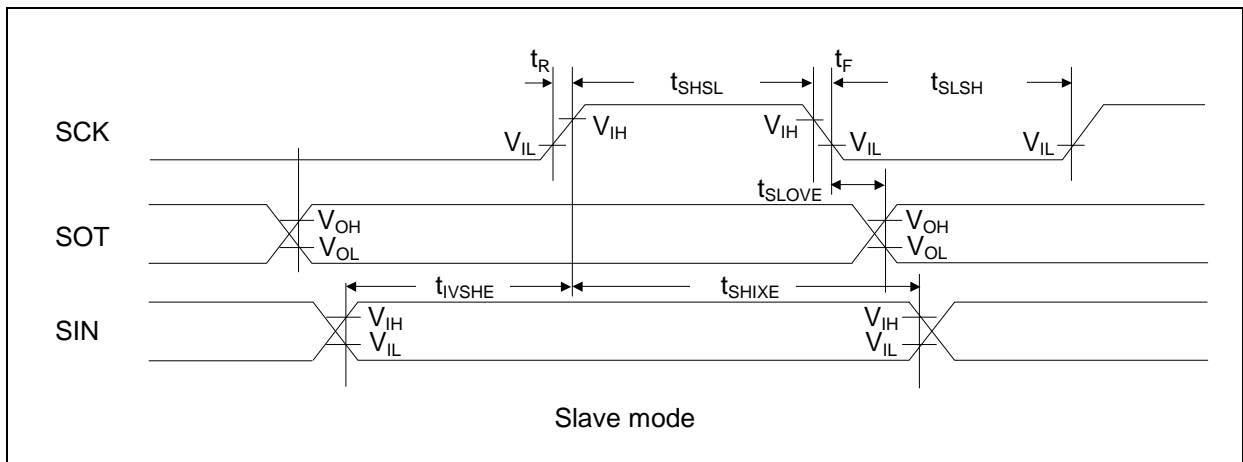 tR tSHSL tF tSLSH
SCK VIL VIH VIH VIL VIL
tSLOVE
SOT VOH VOL VOH VOL
tIVSHE tSHIXE
SIN VIH VIL VIH VIL
Slave mode